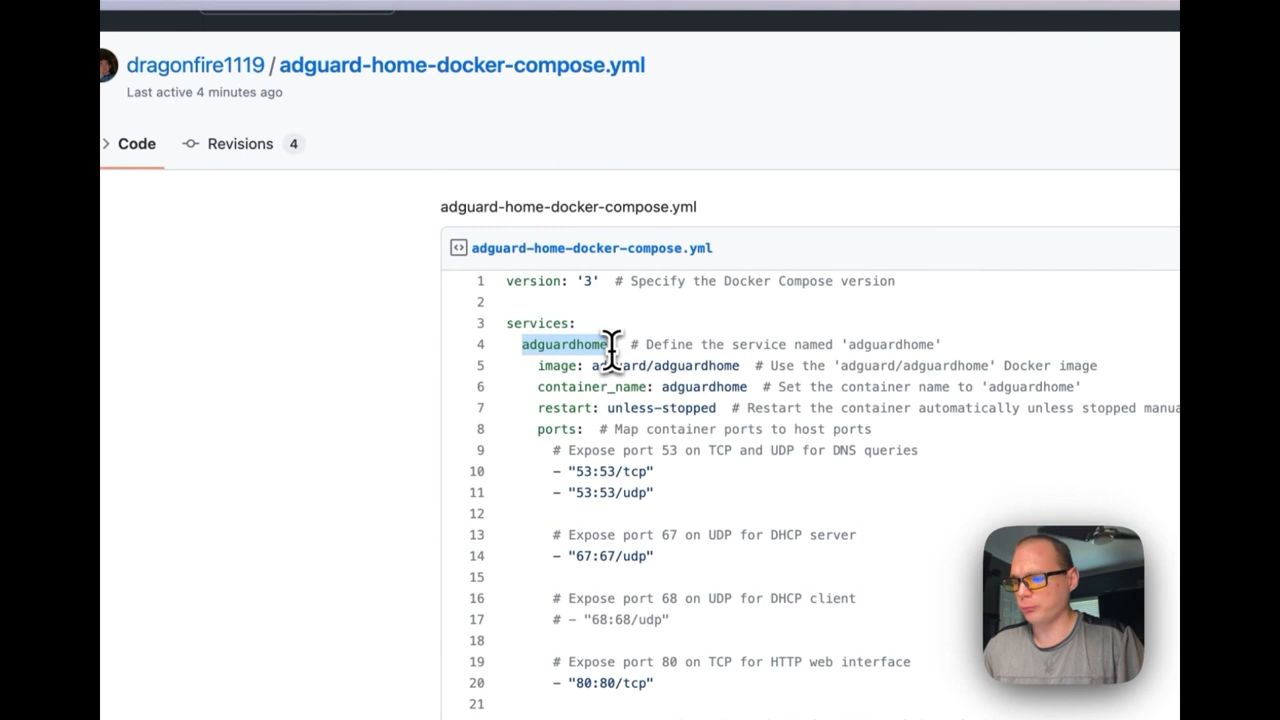 dragonfire1119 / adguard-home-docker-compose.yml
Last active 4 minutes ago
Code
Revisions 4
adguard-home-docker-compose.yml
adguard-home-docker-compose.yml
1 version: '3' # Specify the Docker Compose version
2
3 services:
4 adguardhome # Define the service named 'adguardhome'
5 image: adguard/adguardhome # Use the 'adguard/adguardhome' Docker image
6 container_name: adguardhome # Set the container name to 'adguardhome'
7 restart: unless-stopped # Restart the container automatically unless stopped manua
8 ports: # Map container ports to host ports
9 # Expose port 53 on TCP and UDP for DNS queries
10 - "53:53/tcp"
11 - "53:53/udp"
12
13 # Expose port 67 on UDP for DHCP server
14 - "67:67/udp"
15
16 # Expose port 68 on UDP for DHCP client
17 # - "68:68/udp"
18
19 # Expose port 80 on TCP for HTTP web interface
20 - "80:80/tcp"
21